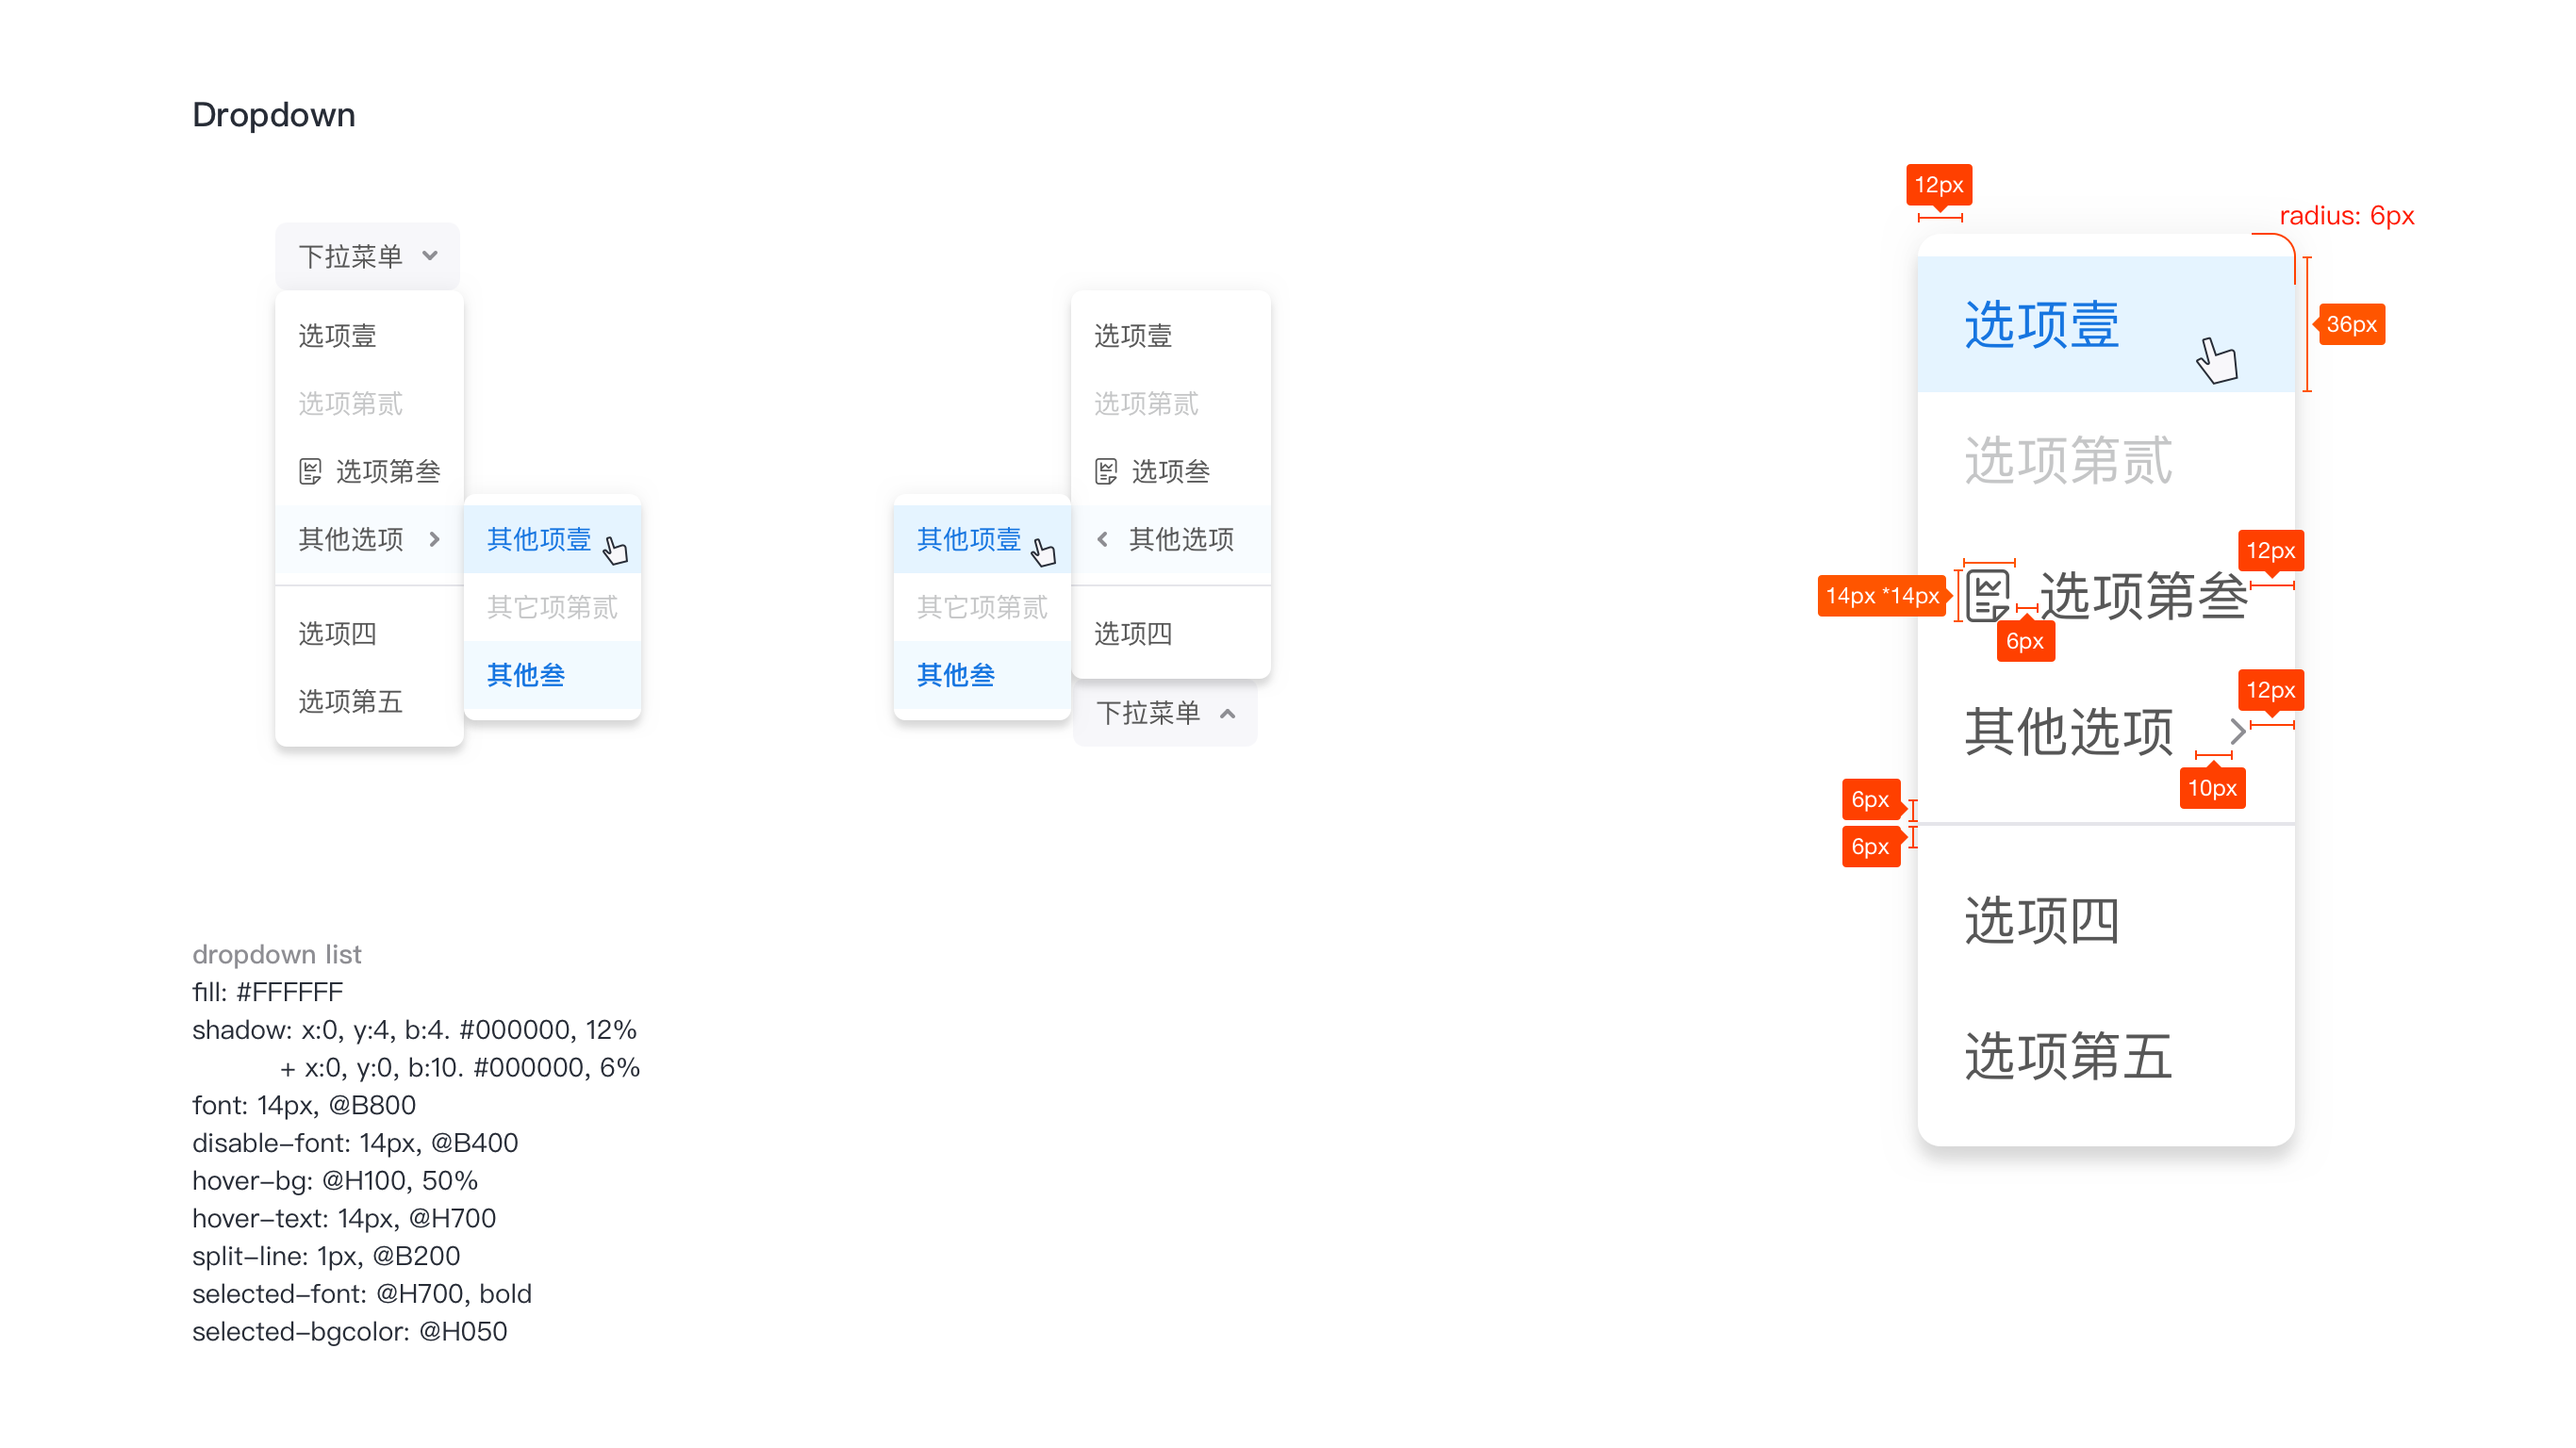 Dropdown
下拉菜单
选项壹
选项第贰
选项第叁
其他选项
选项四
选项第五
其他项壹
其它项第贰
其他叁
选项壹
选项第贰
选项叁
其他选项
选项四
下拉菜单
其他项壹
其它项第贰
其他叁
12px
radius: 6px
选项壹
36px
选项第贰
12px
14px *14px
选项第叁
6px
12px
其他选项
10px
6px
6px
选项四
选项第五
dropdown list
fill: #FFFFFF
shadow: x:0, y:4, b:4. #000000, 12%
+ x:0, y:0, b:10. #000000, 6%
font: 14px, @B800
disable-font: 14px, @B400
hover-bg: @H100, 50%
hover-text: 14px, @H700
split-line: 1px, @B200
selected-font: @H700, bold
selected-bgcolor: @H050